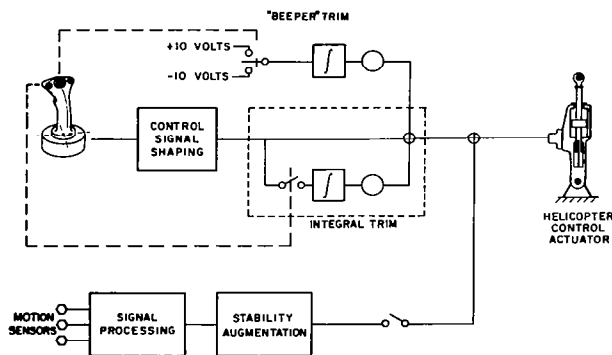 "BEEPER" TRIM
+10 VOLTS
-10 VOLTS
∫
CONTROL
SIGNAL
SHAPING
∫
INTEGRAL TRIM
HELICOPTER
CONTROL
ACTUATOR
MOTION
SENSORS
SIGNAL
PROCESSING
STABILITY
AUGMENTATION